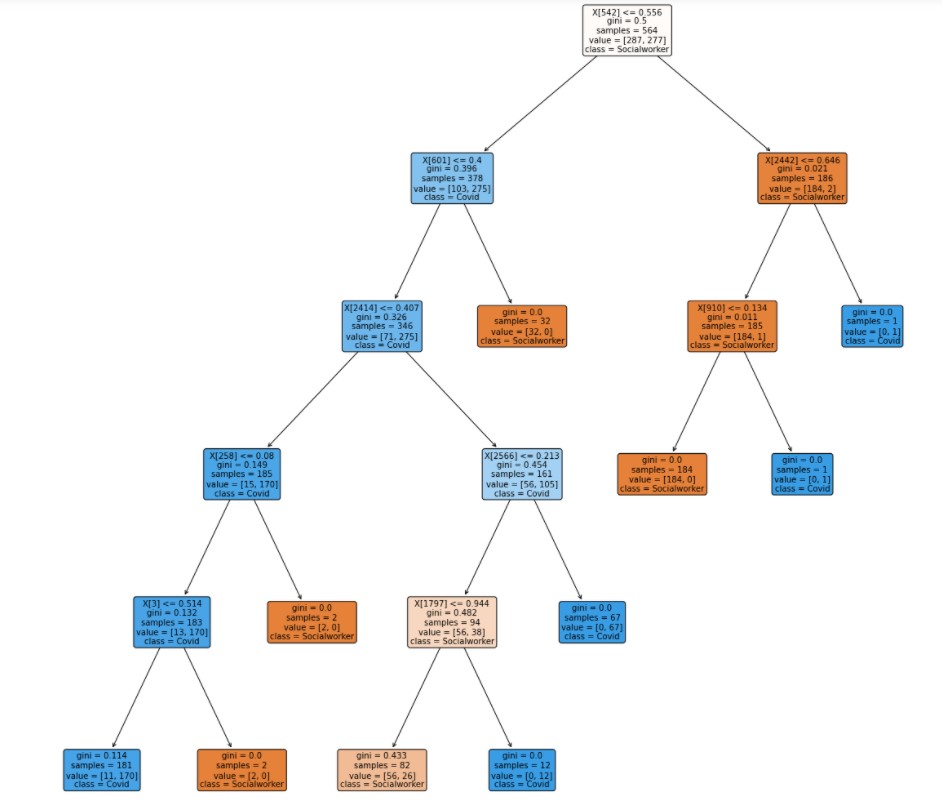 X[542] <= 0.556
gini = 0.5
samples = 564
value = [287, 277]
class = Socialworker
X[601] <= 0.4
gini = 0.396
samples = 378
value = [103, 275]
class = Covid
X[2442] <= 0.646
gini = 0.021
samples = 186
value = [184, 2]
class = Socialworker
X[2414] <= 0.407
gini = 0.326
samples = 346
value = [71, 275]
class = Covid
gini = 0.0
samples = 32
value = [32, 0]
class = Socialworker
X[910] <= 0.134
gini = 0.011
samples = 185
value = [184, 1]
class = Socialworker
gini = 0.0
samples = 1
value = [0, 1]
class = Covid
X[258] <= 0.08
gini = 0.149
samples = 185
value = [15, 170]
class = Covid
X[2566] <= 0.213
gini = 0.454
samples = 161
value = [56, 105]
class = Covid
gini = 0.0
samples = 184
value = [184, 0]
class = Socialworker
gini = 0.0
samples = 1
value = [0, 1]
class = Covid
X[3] <= 0.514
gini = 0.132
samples = 183
value = [13, 170]
class = Covid
gini = 0.0
samples = 2
value = [2, 0]
class = Socialworker
X[1797] <= 0.944
gini = 0.482
samples = 94
value = [56, 38]
class = Socialworker
gini = 0.0
samples = 67
value = [0, 67]
class = Covid
gini = 0.114
samples = 181
value = [11, 170]
class = Covid
gini = 0.0
samples = 2
value = [2, 0]
class = Socialworker
gini = 0.433
samples = 82
value = [56, 26]
class = Socialworker
gini = 0.0
samples = 12
value = [0, 12]
class = Covid